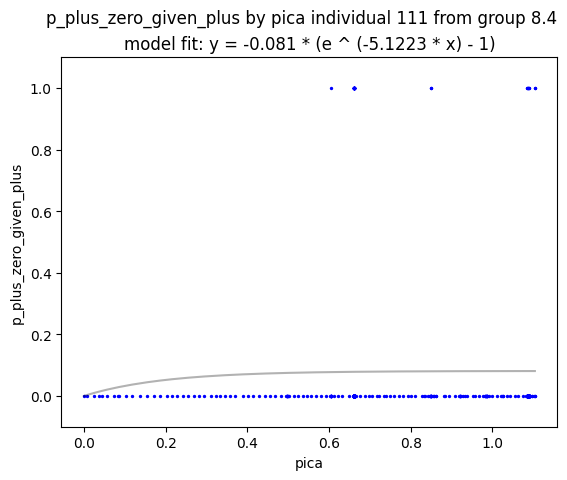 p_plus_zero_given_plus by pica individual 111 from group 8.4
model fit: y = -0.081 * (e ^ (-5.1223 * x) - 1)
1.0
0.8
0.6
0.4
0.2
0.0
p_plus_zero_given_plus
0.0 0.2 0.4 0.6 0.8 1.0
pica